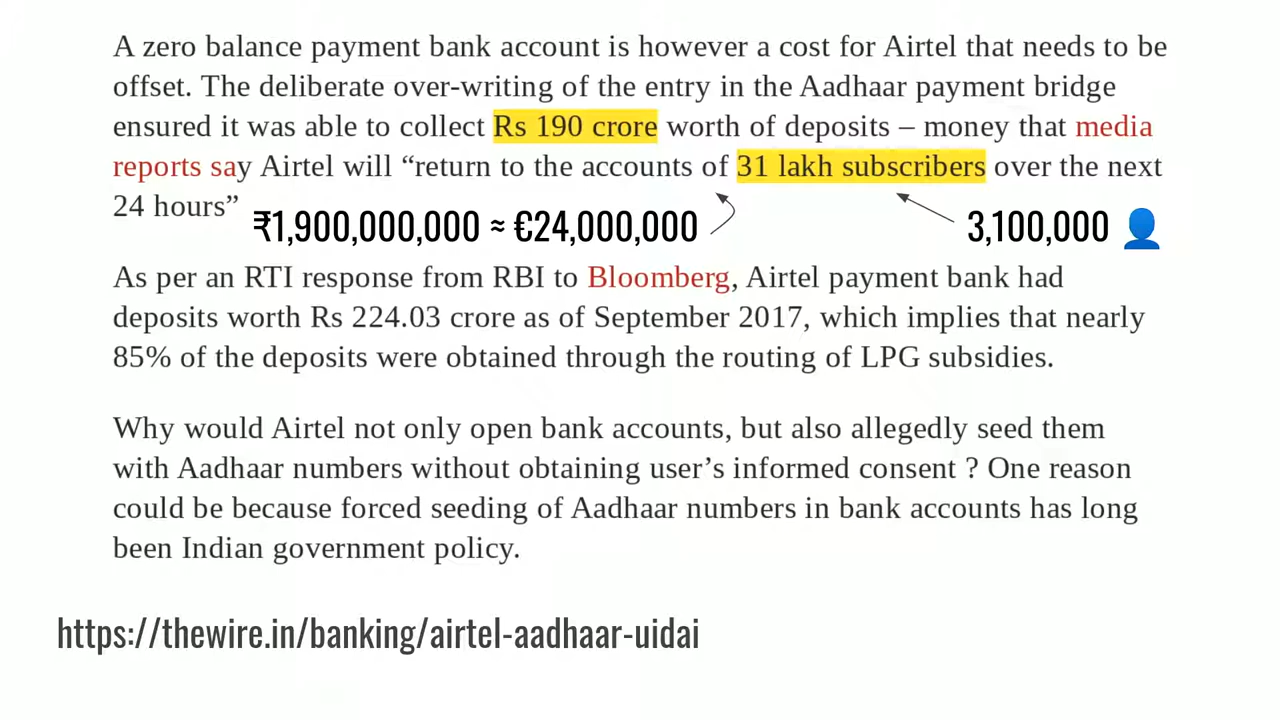 A zero balance payment bank account is however a cost for Airtel that needs to be
offset. The deliberate over-writing of the entry in the Aadhaar payment bridge
ensured it was able to collect Rs 190 crore worth of deposits – money that media
reports say Airtel will “return to the accounts of 31 lakh subscribers over the next
24 hours”
₹1,900,000,000 ≈ €24,000,000
3,100,000 👤
As per an RTI response from RBI to Bloomberg, Airtel payment bank had
deposits worth Rs 224.03 crore as of September 2017, which implies that nearly
85% of the deposits were obtained through the routing of LPG subsidies.
Why would Airtel not only open bank accounts, but also allegedly seed them
with Aadhaar numbers without obtaining user’s informed consent ? One reason
could be because forced seeding of Aadhaar numbers in bank accounts has long
been Indian government policy.
https://thewire.in/banking/airtel-aadhaar-uidai